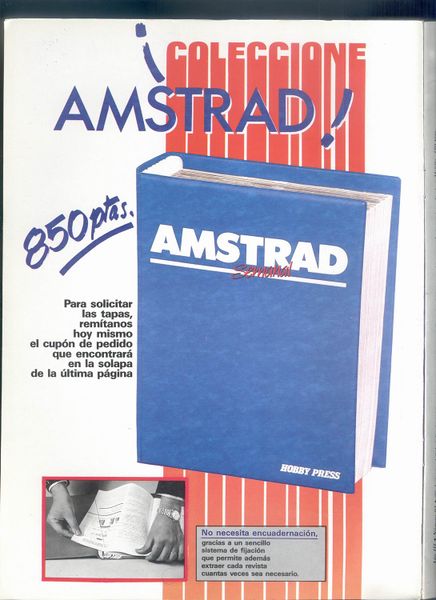 ¡COLECCIONE
AMSTRAD!
850 ptas.
AMSTRAD
Semanal
Para solicitar
las tapas,
remítanos
hoy mismo
el cupón de pedido
que encontrará
en la solapa
de la última página
HOBBY PRESS
No necesita encuadernación,
gracias a un sencillo
sistema de fijación
que permite además
extraer cada revista
cuantas veces sea necesario.